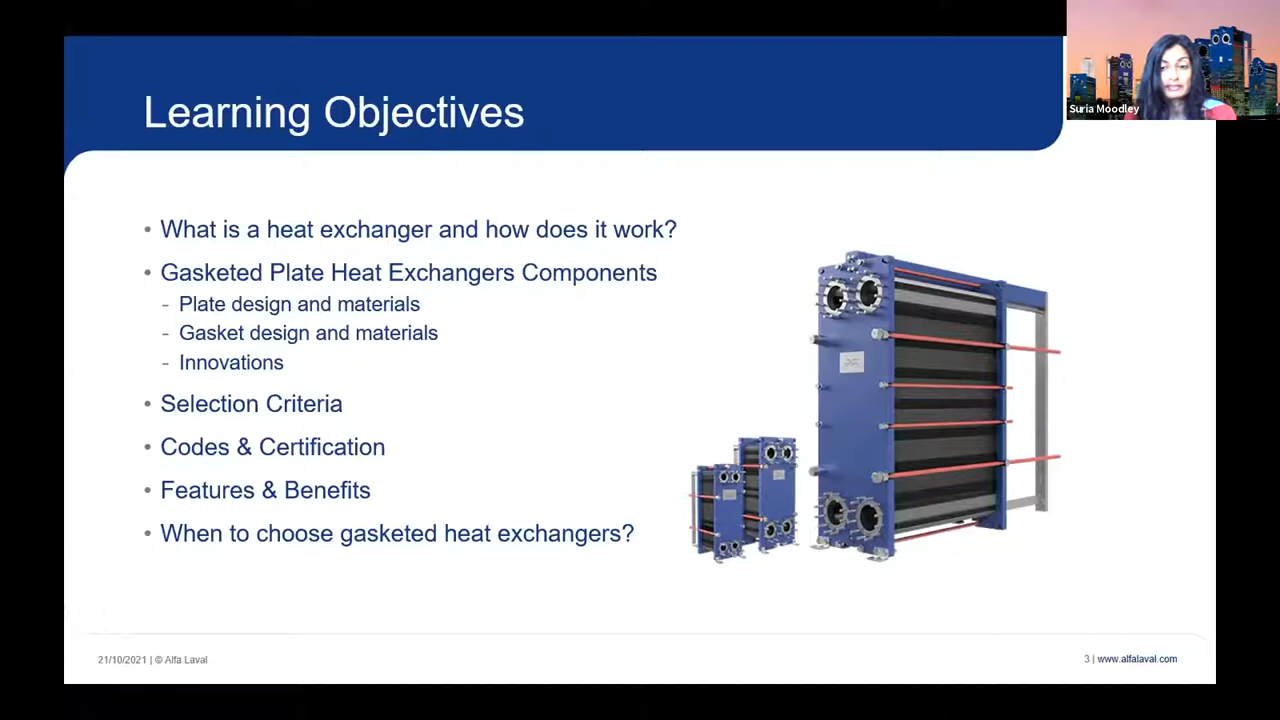 Learning Objectives
Suria Moodley
• What is a heat exchanger and how does it work?
• Gasketed Plate Heat Exchangers Components
- Plate design and materials
- Gasket design and materials
- Innovations
• Selection Criteria
• Codes & Certification
• Features & Benefits
• When to choose gasketed heat exchangers?
21/10/2021 | © Alfa Laval
3 | www.alfalaval.com